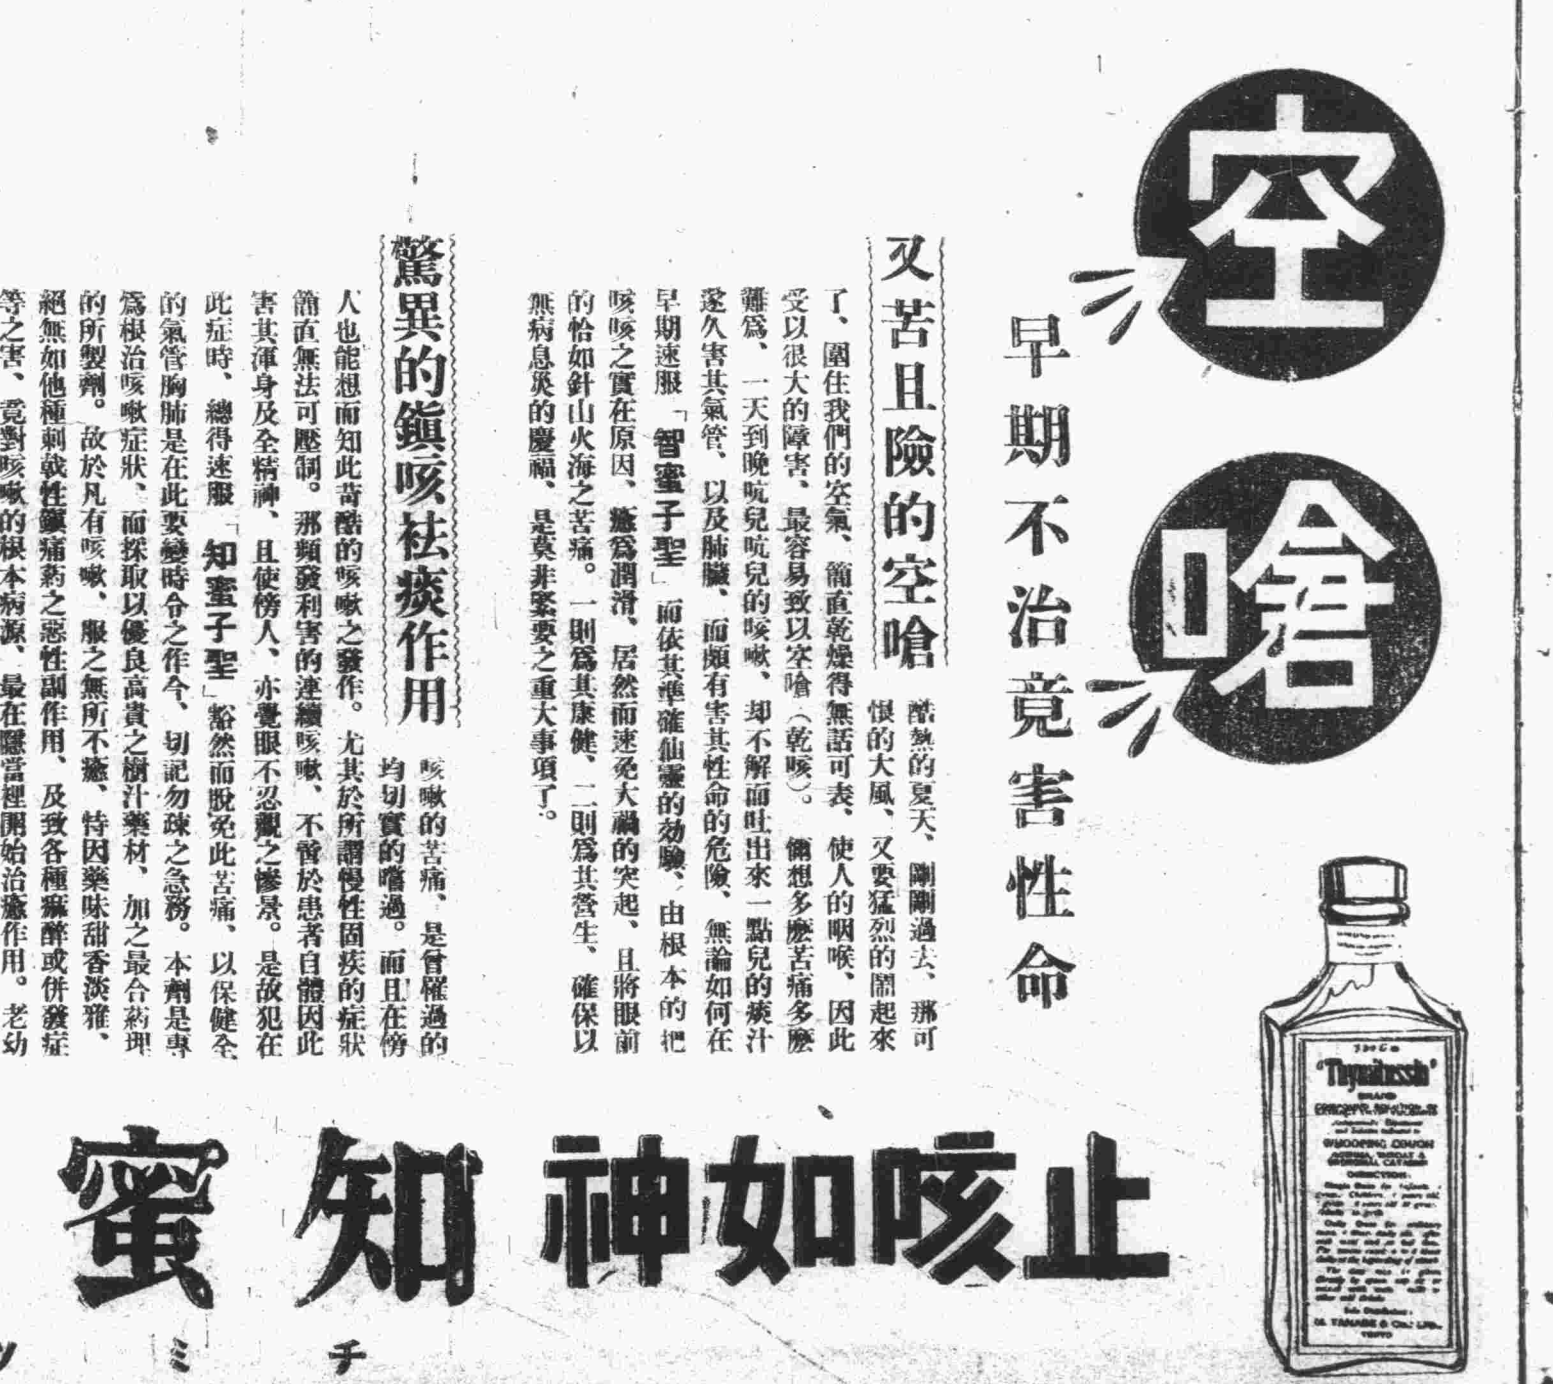 空嗆
早期不治竟害性命
又苦且險的空嗆
酷熱的夏天、剛剛過去、那可
恨的大風、又要猛烈的鬧起來
了、圍住我們的空氣、簡直乾燥得無話可表、使人的咽喉、因此
受以很大的障害、最容易致以空嗆（乾咳）。儞想多麽苦痛多麽
難爲、一天到晚吭兒吭兒的咳嗽、却不解而吐出來一點兒的痰汁
遂久害其氣管、以及肺臟、而頗有害其性命的危險、無論如何在
早期速服「智蜜子聖」而依其準確仙靈的効驗、由根本的把
咳咳之實在原因、癒爲潤滑、居然而速免大禍的突起、且將眼前
的恰如針山火海之苦痛。一則爲其康健、二則爲其營生、確保以
無病息災的慶福、是莫非緊要之重大事項了。
驚異的鎭咳祛痰作用
咳嗽的苦痛、是曾罹過的
均切實的嚐過。而且在傍
人也能想而知此苛酷的咳嗽之發作。尤其於所謂慢性固疾的症狀
簡直無法可壓制。那頻發利害的連續咳嗽、不啻於患者自體因此
害其渾身及全精神、且使傍人、亦覺眼不忍觀之慘景。是故犯在
此症時、總得速服「知蜜子聖」豁然而脫免此苦痛、以保健全
的氣管胸肺是在此要變時令之作今、切記勿疎之急務。本劑是專
爲根治咳嗽症狀、而採取以優良高貴之樹汁藥材、加之最合葯理
的所製劑。故於凡有咳嗽、服之無所不癒、特因藥味甜香淡雅、
絕無如他種刺戟性鎭痛葯之惡性副作用、及致各種痲醉或併發症
等之害、竟對咳嗽的根本病源、最在隱當裡開始治癒作用。老幼
止咳如神
知蜜
チミツ
"Thymitussin"
BRAND
WHOOPING COUGH
DIRECTION
TANABE & Co., LTD.
TOKYO